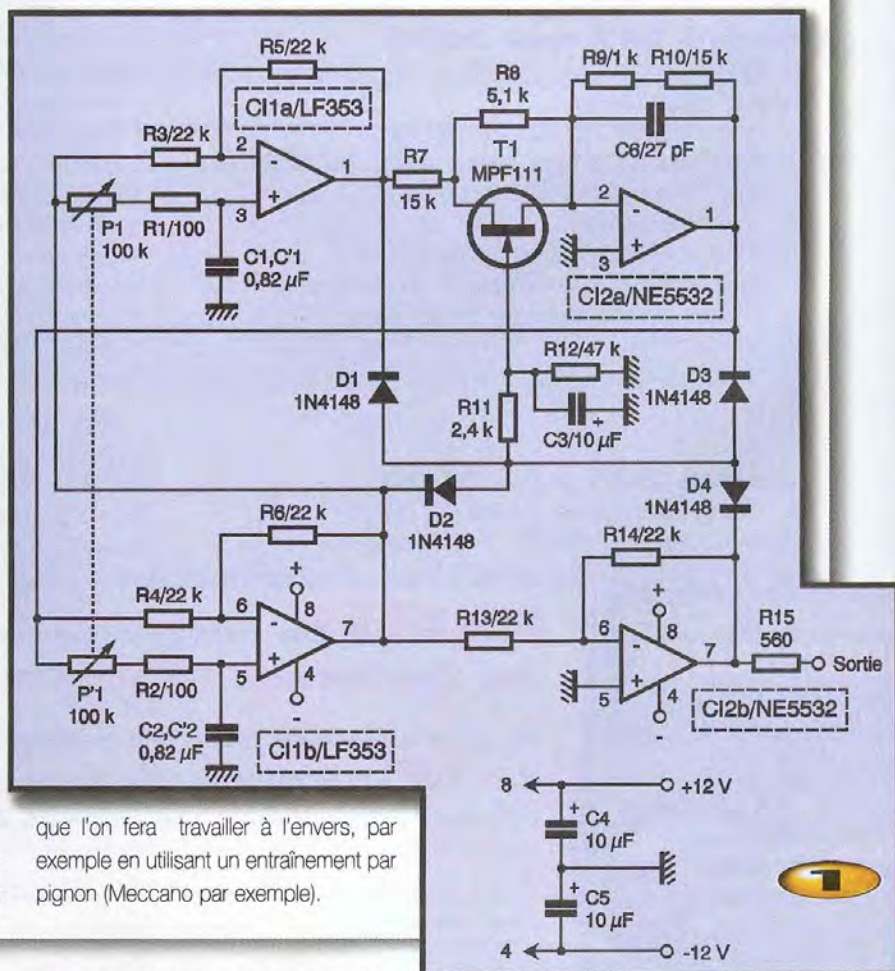 R5/22 k
CI1a/LF353
R3/22 k
2
-
1
+
3
P1
100 k
R1/100
C1,C'1
0,82 µF
R7
15 k
R8
5,1 k
T1
MPF111
R9/1 k
R10/15 k
C6/27 pF
2
-
1
+
3
CI2a/NE5532
D1
1N4148
R12/47 k
R11
2,4 k
+
C3/10 µF
D3
1N4148
D2
1N4148
D4
1N4148
R6/22 k
R14/22 k
R4/22 k
+
8
6
-
7
+
5
4
-
P'1
100 k
R2/100
C2,C'2
0,82 µF
CI1b/LF353
R13/22 k
+
8
6
-
7
+
5
4
-
R15
560
Sortie
CI2b/NE5532
8
+12 V
+
C4
10 µF
+
C5
10 µF
4
-12 V
1
que l'on fera travailler à l'envers, par
exemple en utilisant un entraînement par
pignon (Meccano par exemple).